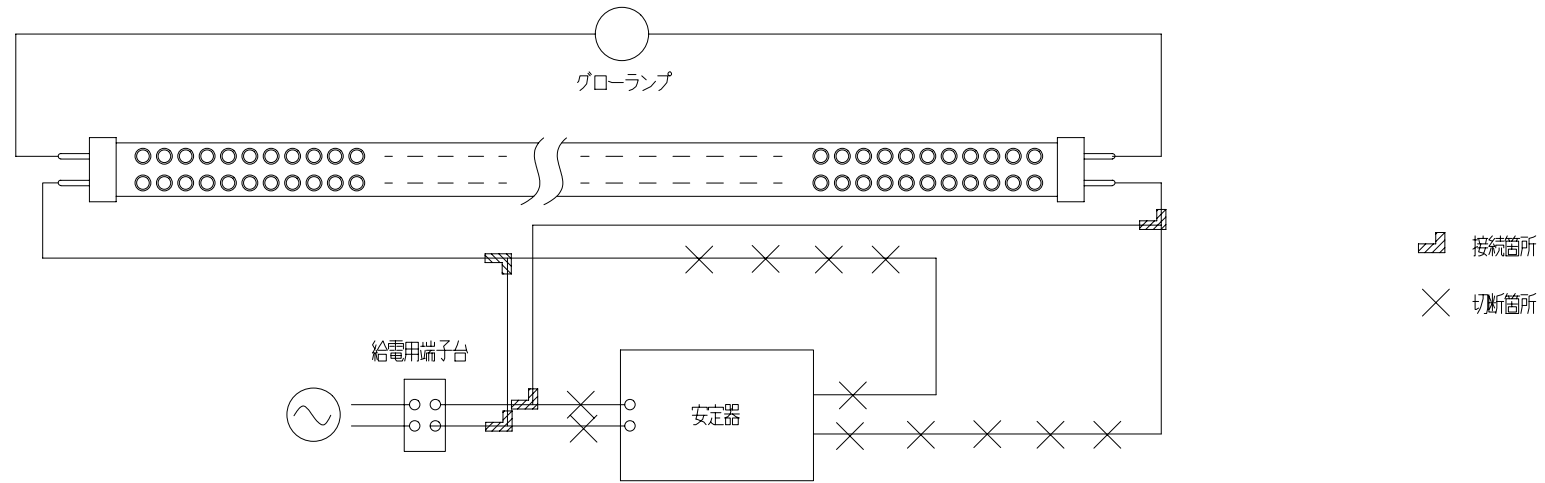 グローランプ
接続箇所
切断箇所
給電用端子台
安定器